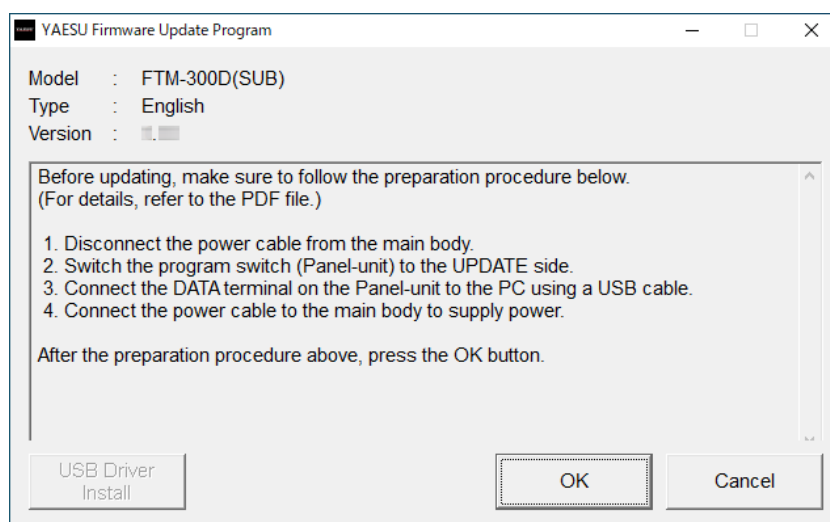 YAESU Firmware Update Program
Model : FTM-300D(SUB)
Type : English
Version :
Before updating, make sure to follow the preparation procedure below.
(For details, refer to the PDF file.)
1. Disconnect the power cable from the main body.
2. Switch the program switch (Panel-unit) to the UPDATE side.
3. Connect the DATA terminal on the Panel-unit to the PC using a USB cable.
4. Connect the power cable to the main body to supply power.
After the preparation procedure above, press the OK button.
USB Driver
Install
OK
Cancel